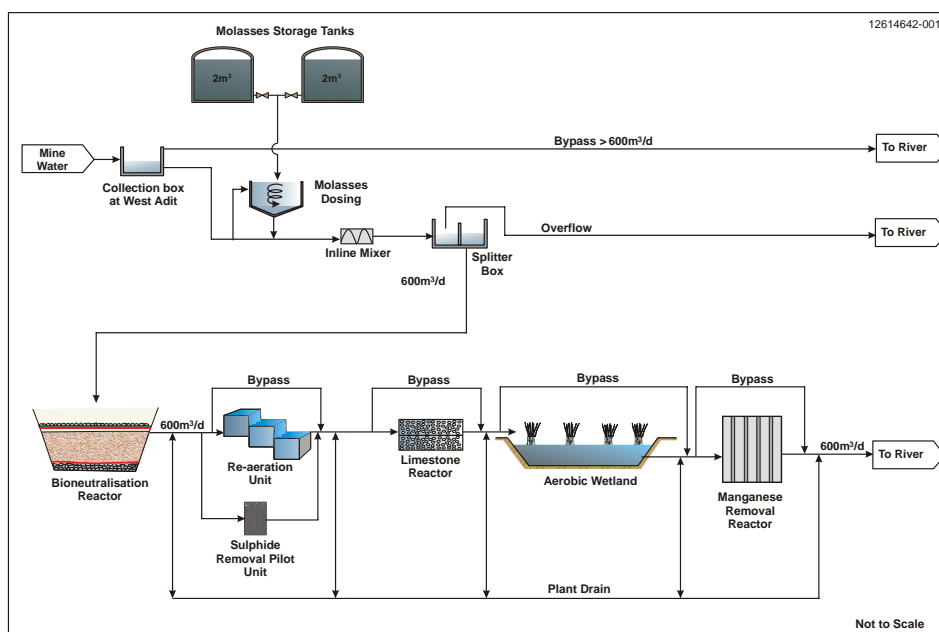 12614642-001
Molasses Storage Tanks
2m³
2m³
Mine
Water
Bypass > 600m³/d
To River
Collection box
at West Adit
Molasses
Dosing
Overflow
To River
Inline Mixer
Splitter
Box
600m³/d
Bypass
Bypass
Bypass
Bypass
600m³/d
600m³/d
To River
Re-aeration
Unit
Limestone
Reactor
Aerobic Wetland
Bioneutralisation
Reactor
Manganese
Removal
Reactor
Sulphide
Removal Pilot
Unit
Plant Drain
Not to Scale